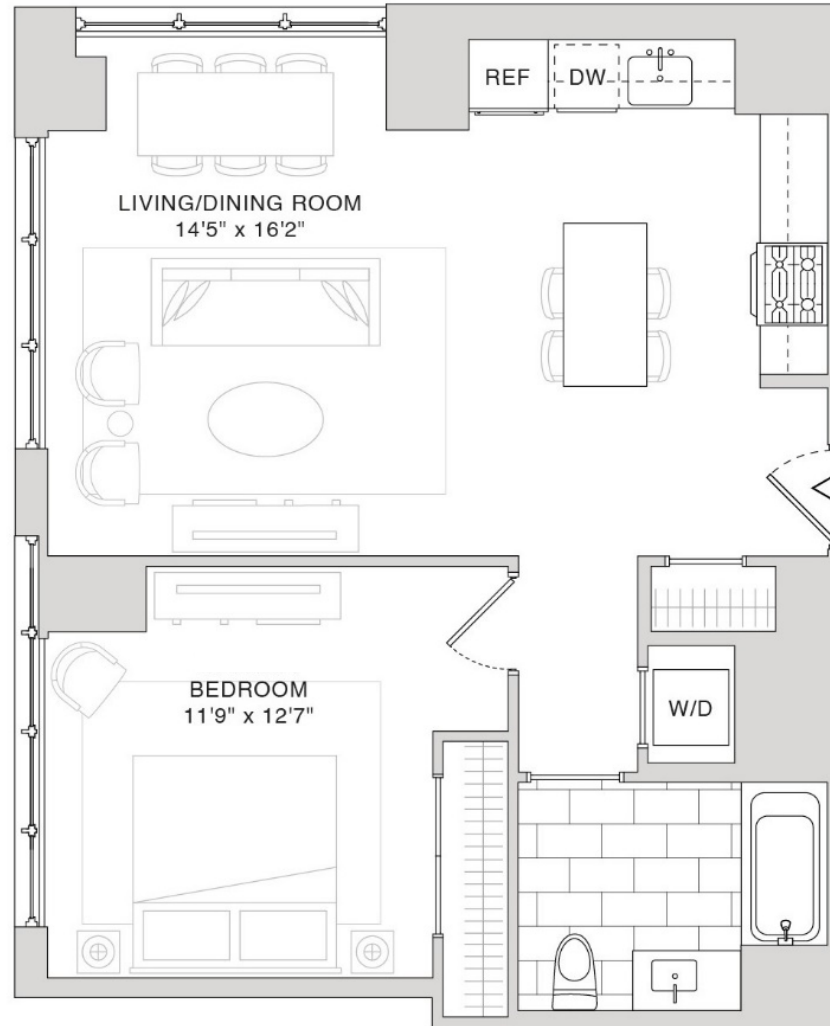 REF
DW
LIVING/DINING ROOM
14'5" x 16'2"
BEDROOM
11'9" x 12'7"
W/D